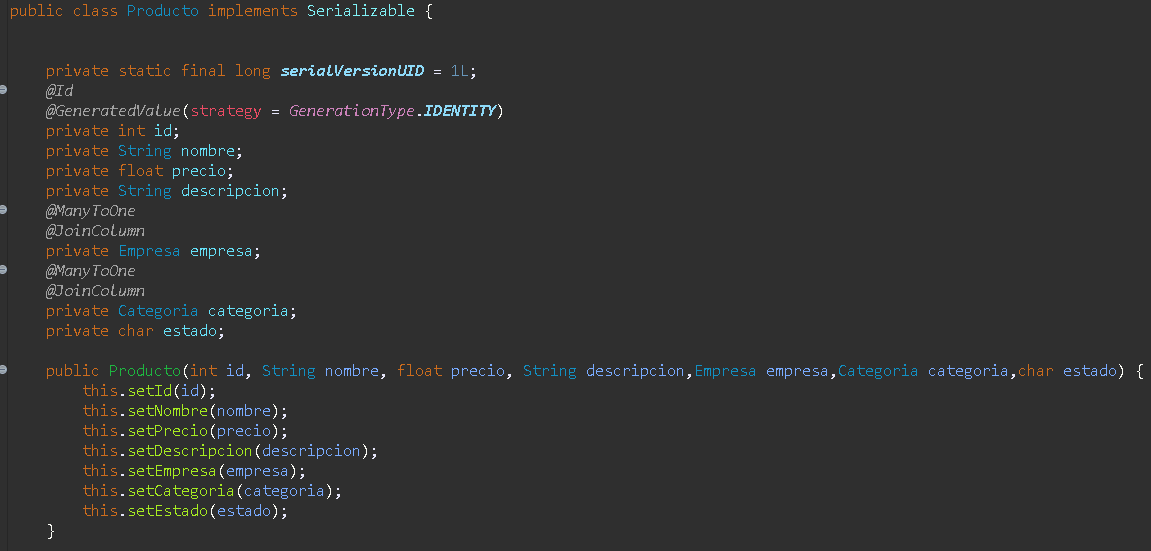 public class Producto implements Serializable {
private static final long serialVersionUID = 1L;
@Id
@GeneratedValue(strategy = GenerationType.IDENTITY)
private int id;
private String nombre;
private float precio;
private String descripcion;
@ManyToOne
@JoinColumn
private Empresa empresa;
@ManyToOne
@JoinColumn
private Categoria categoria;
private char estado;
public Producto(int id, String nombre, float precio, String descripcion,Empresa empresa,Categoria categoria,char estado) {
this.setId(id);
this.setNombre(nombre);
this.setPrecio(precio);
this.setDescripcion(descripcion);
this.setEmpresa(empresa);
this.setCategoria(categoria);
this.setEstado(estado);
}